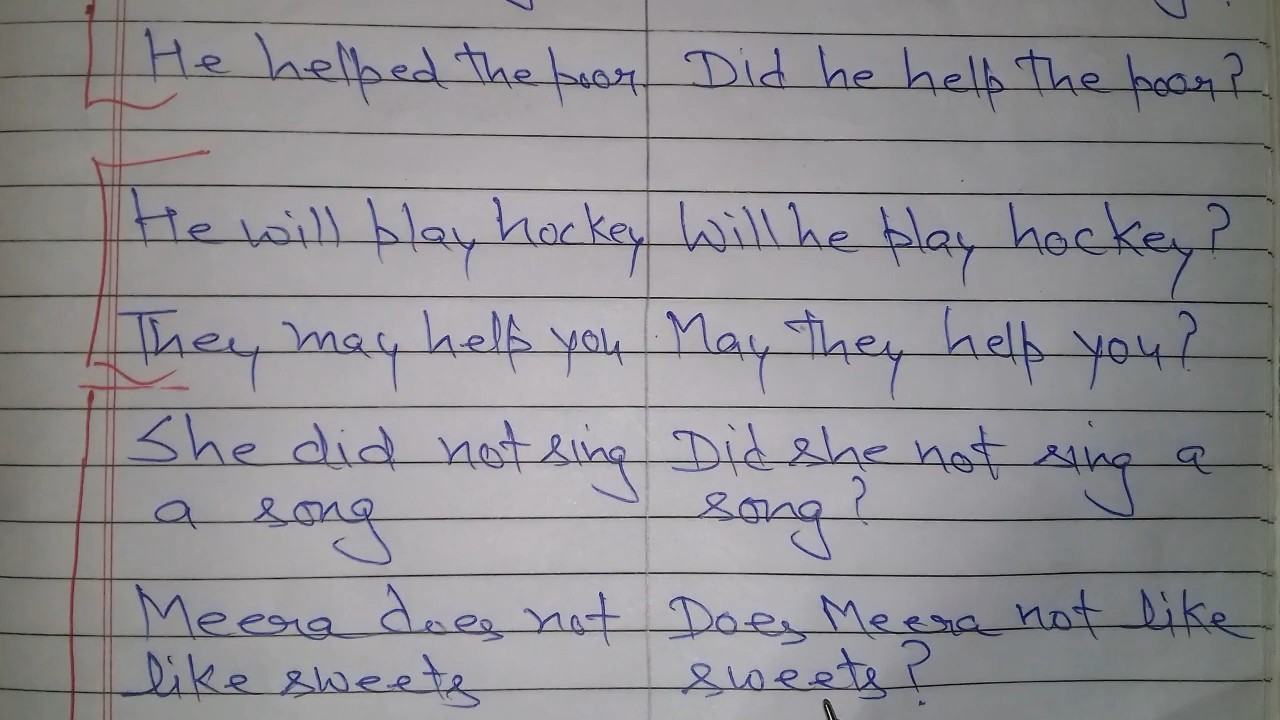 He helped the poor Did he help the poor?
He will play hockey Will he play hockey?
They may help you May they help you?
She did not sing Did she not sing a
a song song?
Meera does not Does Meera not like
like sweets sweets?